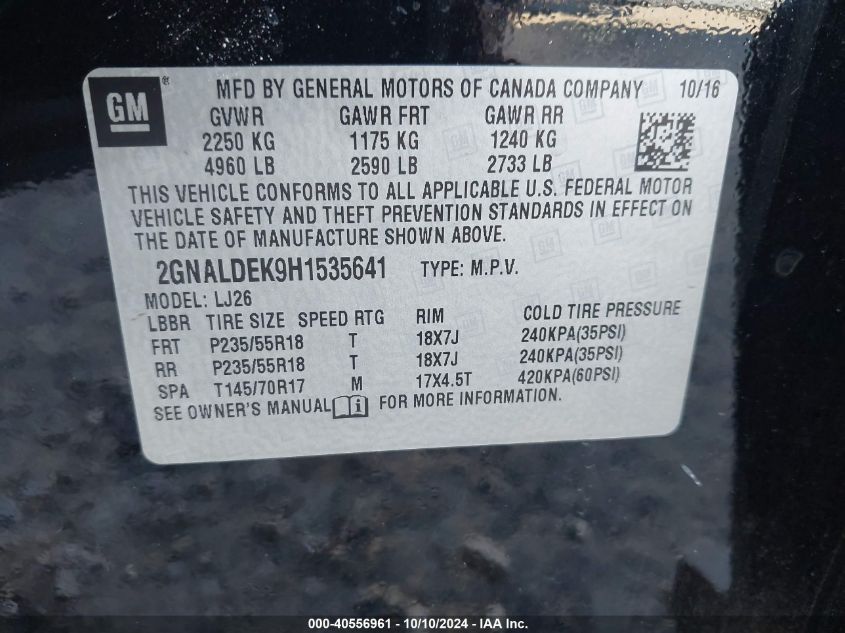 GM ®
MFD BY GENERAL MOTORS OF CANADA COMPANY 10/16
GVWR GAWR FRT GAWR RR
2250 KG 1175 KG 1240 KG
4960 LB 2590 LB 2733 LB
THIS VEHICLE CONFORMS TO ALL APPLICABLE U.S. FEDERAL MOTOR
VEHICLE SAFETY AND THEFT PREVENTION STANDARDS IN EFFECT ON
THE DATE OF MANUFACTURE SHOWN ABOVE.
2GNALDEK9H1535641 TYPE: M.P.V.
MODEL: LJ26
LBBR TIRE SIZE SPEED RTG RIM COLD TIRE PRESSURE
FRT P235/55R18 T 18X7J 240KPA(35PSI)
RR P235/55R18 T 18X7J 240KPA(35PSI)
SPA T145/70R17 M 17X4.5T 420KPA(60PSI)
SEE OWNER'S MANUAL FOR MORE INFORMATION.
000-40556961 - 10/10/2024 - IAA Inc.